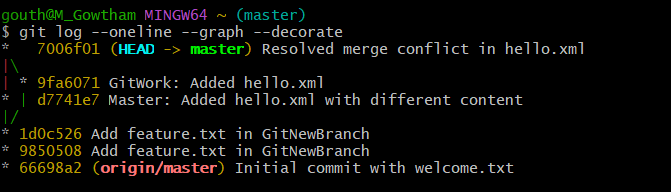 gouth@M_Gowtham MINGW64 ~ (master)
$ git log --oneline --graph --decorate
*   7006f01 (HEAD -> master) Resolved merge conflict in hello.xml
|\
| * 9fa6071 GitWork: Added hello.xml
* | d7741e7 Master: Added hello.xml with different content
|/
* 1d0c526 Add feature.txt in GitNewBranch
* 9850508 Add feature.txt in GitNewBranch
* 66698a2 (origin/master) Initial commit with welcome.txt